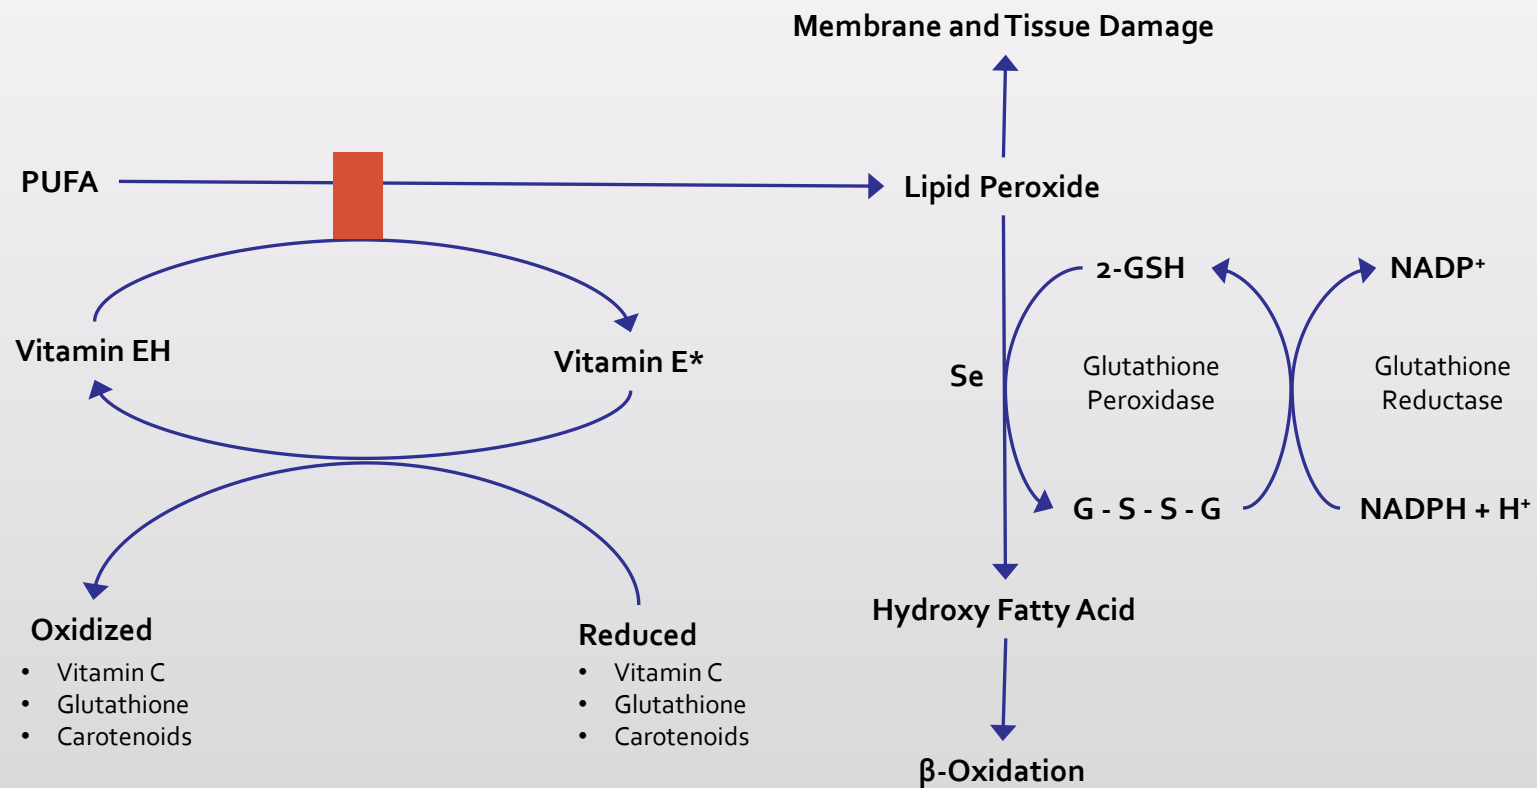 Membrane and Tissue Damage
PUFA
Lipid Peroxide
2-GSH
NADP⁺
Vitamin EH
Vitamin E*
Se
Glutathione
Peroxidase
Glutathione
Reductase
G - S - S - G
NADPH + H⁺
Hydroxy Fatty Acid
Oxidized
• Vitamin C
• Glutathione
• Carotenoids
Reduced
• Vitamin C
• Glutathione
• Carotenoids
β-Oxidation